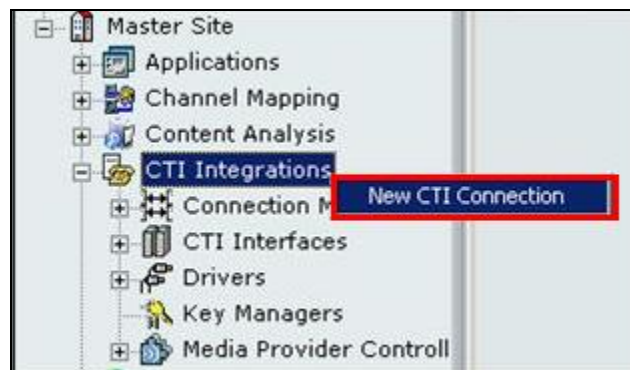 Master Site
Applications
Channel Mapping
Content Analysis
CTI Integrations
New CTI Connection
Connection M
CTI Interfaces
Drivers
Key Managers
Media Provider Controll